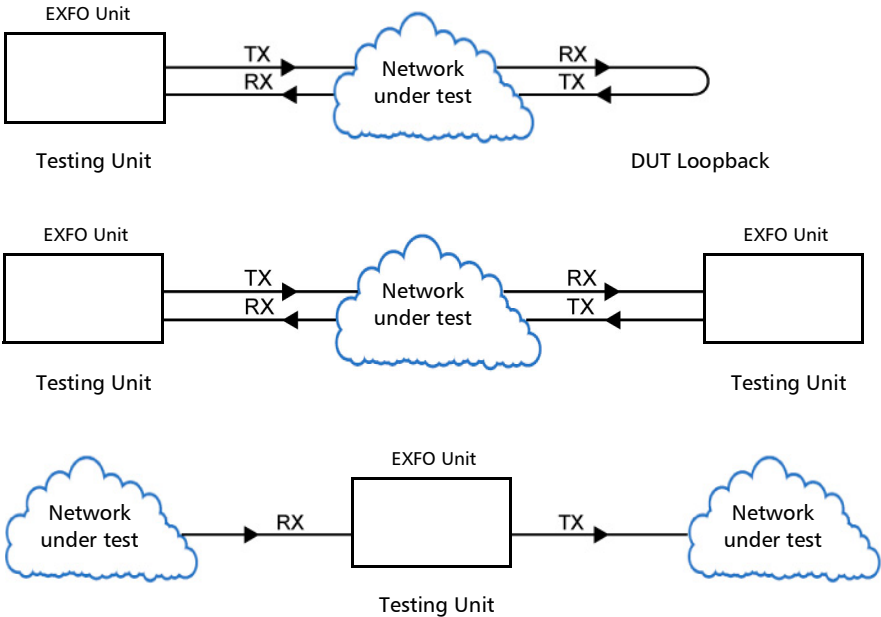 EXFO Unit
TX
RX
Network
under test
RX
TX
Testing Unit
DUT Loopback
EXFO Unit
EXFO Unit
TX
RX
Network
under test
RX
TX
Testing Unit
Testing Unit
EXFO Unit
Network
under test
RX
TX
Network
under test
Testing Unit